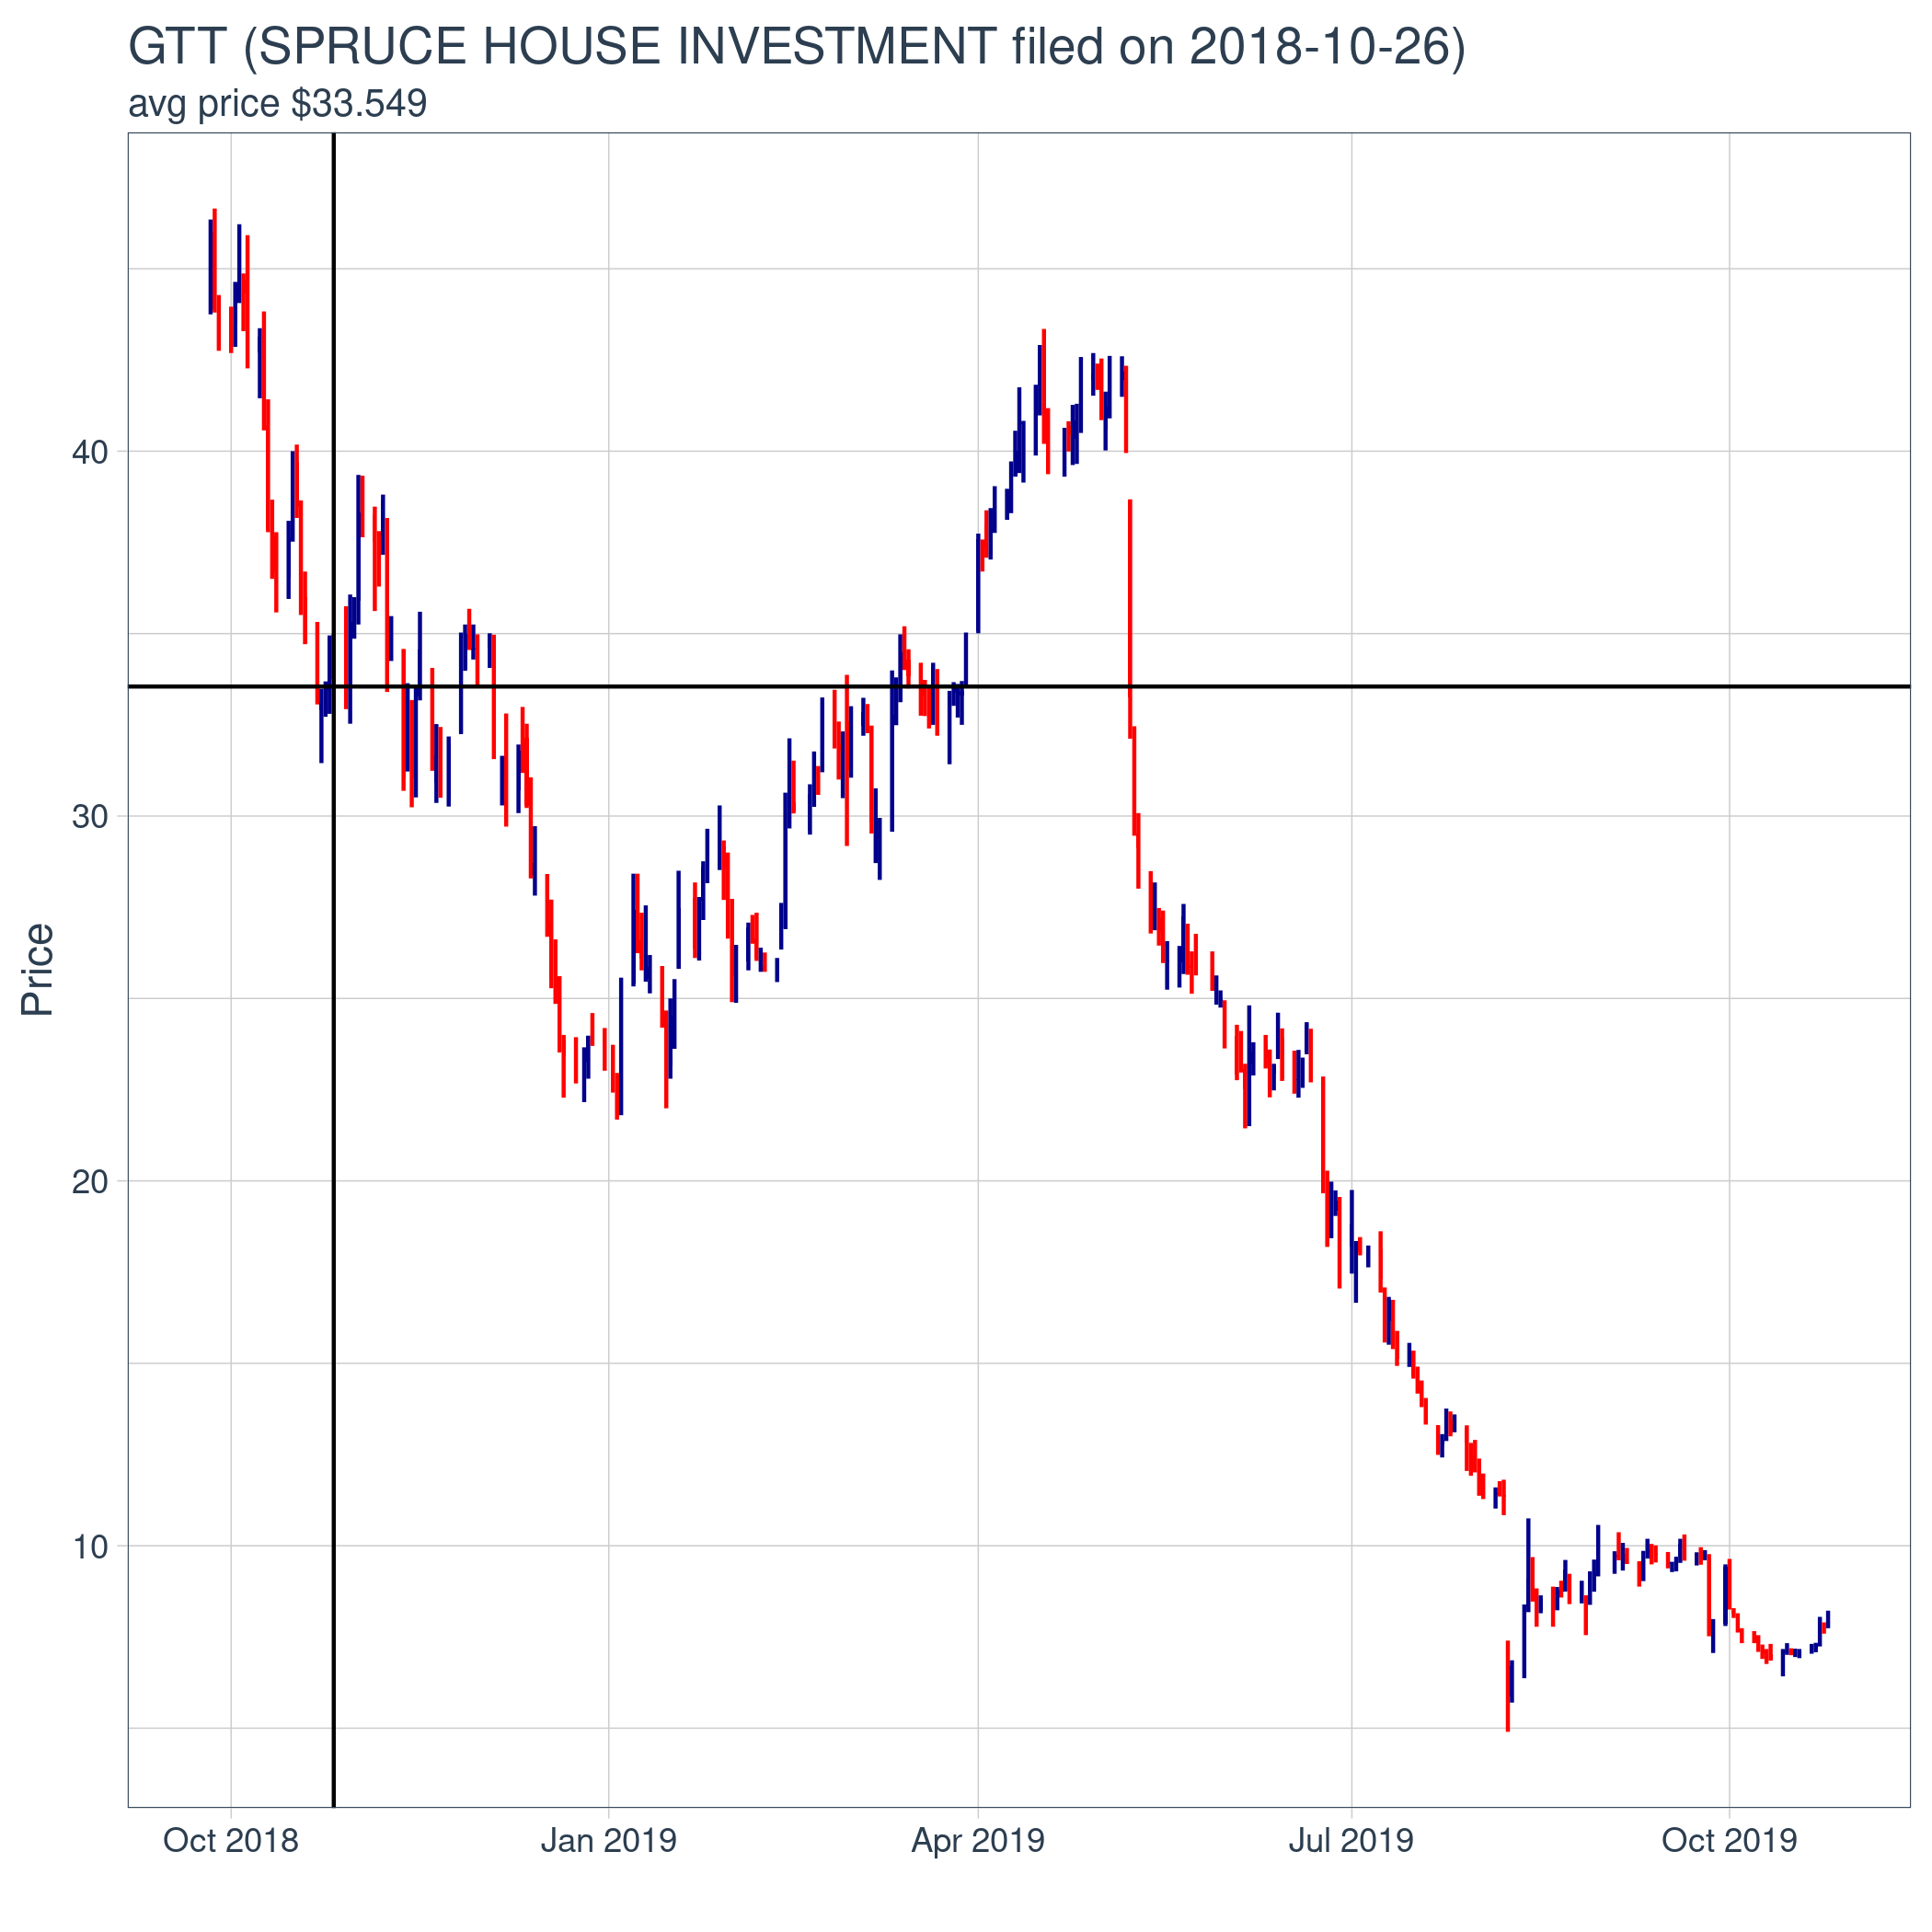 GTT (SPRUCE HOUSE INVESTMENT filed on 2018-10-26)
avg price $33.549
Price
40
30
20
10
Oct 2018
Jan 2019
Apr 2019
Jul 2019
Oct 2019